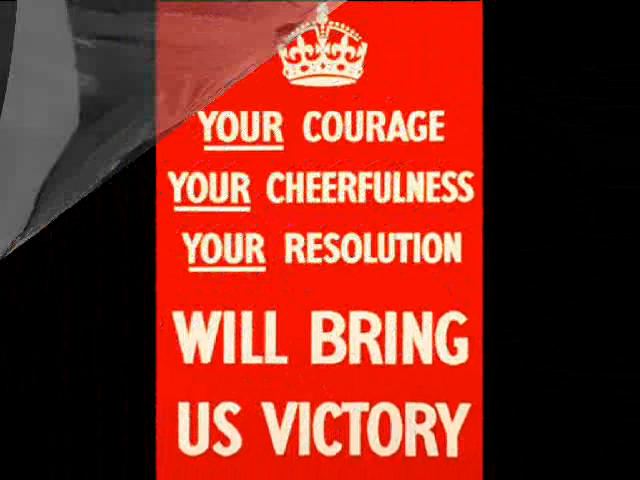 YOUR COURAGE
YOUR CHEERFULNESS
YOUR RESOLUTION
WILL BRING
US VICTORY